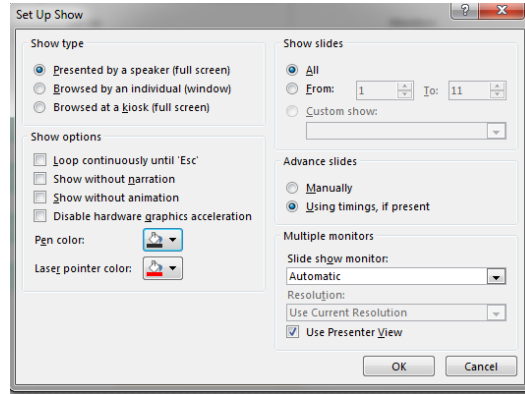 Set Up Show
Show type
Presented by a speaker (full screen)
Browsed by an individual (window)
Browsed at a kiosk (full screen)
Show options
Loop continuously until 'Esc'
Show without narration
Show without animation
Disable hardware graphics acceleration
Pen color:
Laser pointer color:
Show slides
All
From: 1 To: 11
Custom show:
Advance slides
Manually
Using timings, if present
Multiple monitors
Slide show monitor:
Automatic
Resolution:
Use Current Resolution
Use Presenter View
OK Cancel